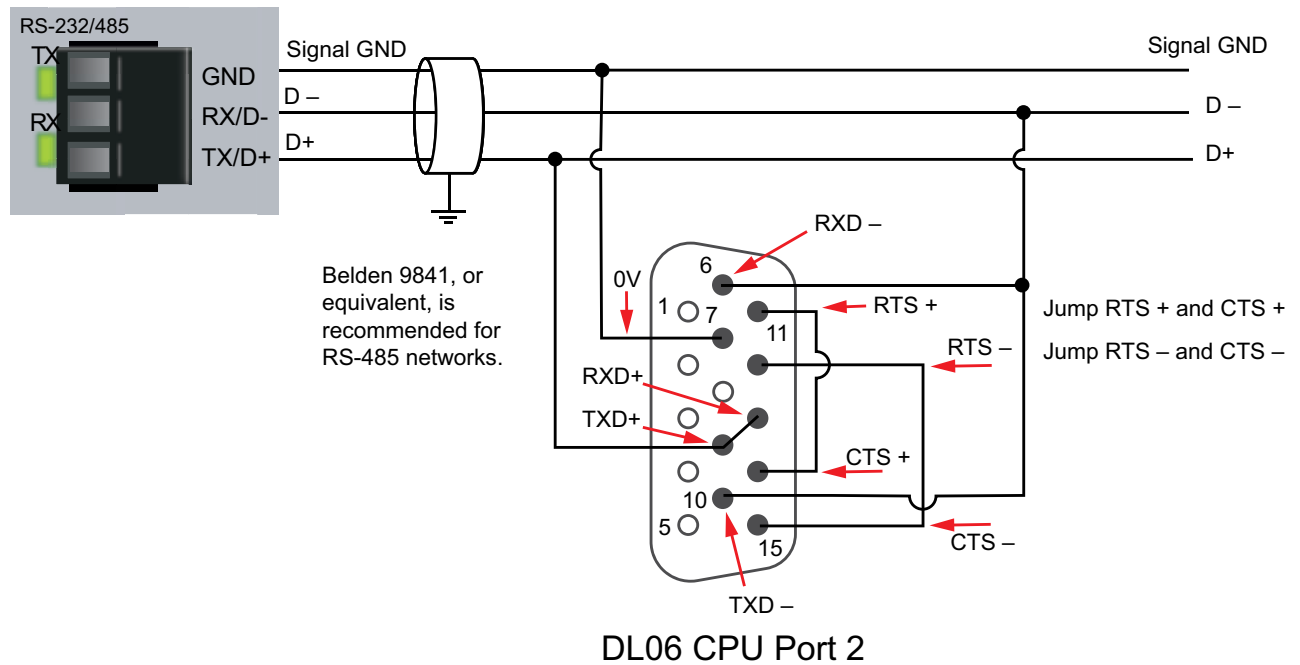 RS-232/485
TX
RX
GND
RX/D-
TX/D+
Signal GND
D –
D+
Signal GND
D –
D+
Belden 9841, or
equivalent, is
recommended for
RS-485 networks.
RXD –
0V
6
1
7
11
RTS +
RTS –
Jump RTS + and CTS +
Jump RTS – and CTS –
RXD+
TXD+
CTS +
10
5
15
CTS –
TXD –
DL06 CPU Port 2